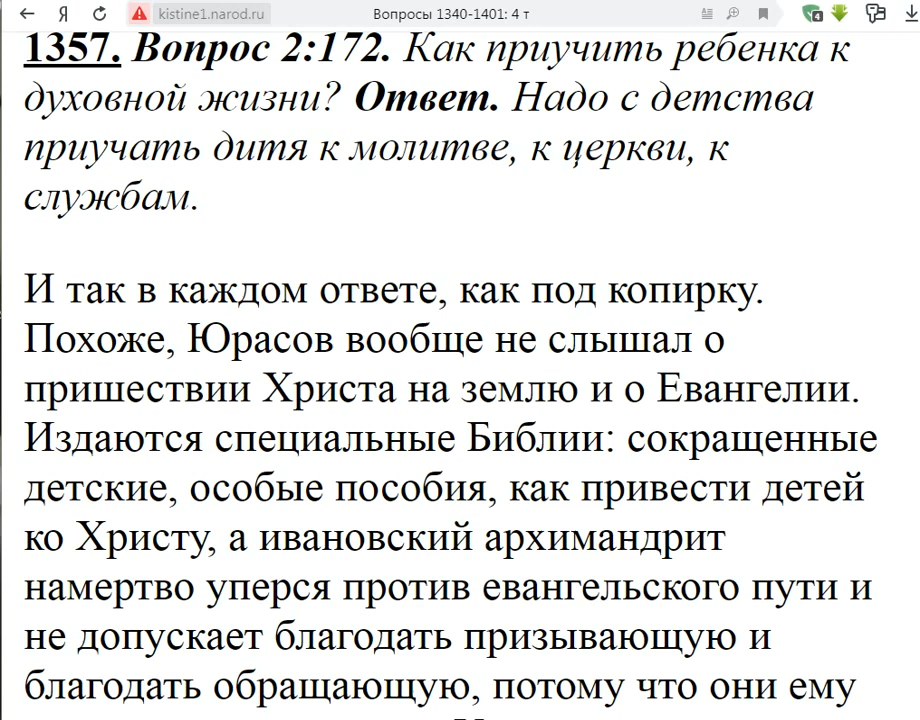 kistine1.narod.ru
Вопросы 1340-1401: 4 т
4
1357. Вопрос 2:172. Как приучить ребенка к
духовной жизни? Ответ. Надо с детства
приучать дитя к молитве, к церкви, к
службам.
И так в каждом ответе, как под копирку.
Похоже, Юрасов вообще не слышал о
пришествии Христа на землю и о Евангелии.
Издаются специальные Библии: сокращенные
детские, особые пособия, как привести детей
ко Христу, а ивановский архимандрит
намертво уперся против евангельского пути и
не допускает благодать призывающую и
благодать обращающую, потому что они ему